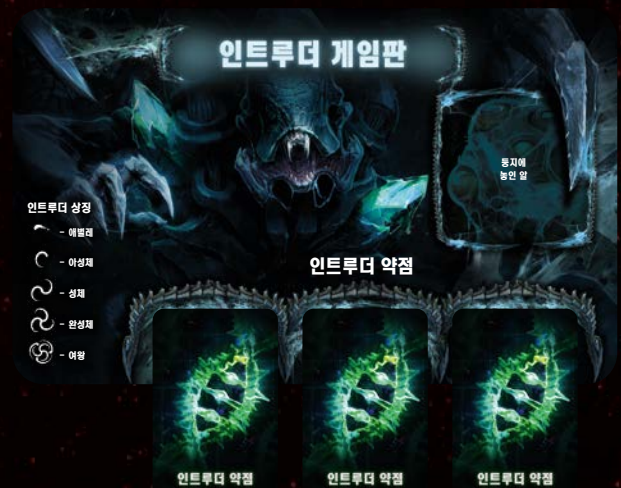 인트루더 게임판
둥지에
놓인 알
인트루더 상징
- 애벌레
- 아성체
- 성체
- 완성체
- 여왕
인트루더 약점
인트루더 약점
인트루더 약점
인트루더 약점